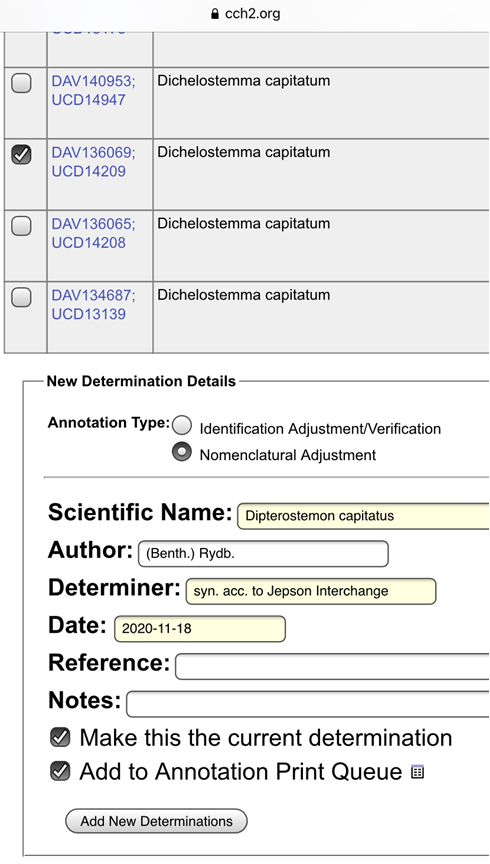 cch2.org
DAV140953;
UCD14947
Dichelostemma capitatum
DAV136069;
UCD14209
Dichelostemma capitatum
DAV136065;
UCD14208
Dichelostemma capitatum
DAV134687;
UCD13139
Dichelostemma capitatum
New Determination Details
Annotation Type:
Identification Adjustment/Verification
Nomenclatural Adjustment
Scientific Name: Dipterostemon capitatus
Author: (Benth.) Rydb.
Determiner: syn. acc. to Jepson Interchange
Date: 2020-11-18
Reference:
Notes:
Make this the current determination
Add to Annotation Print Queue
Add New Determinations